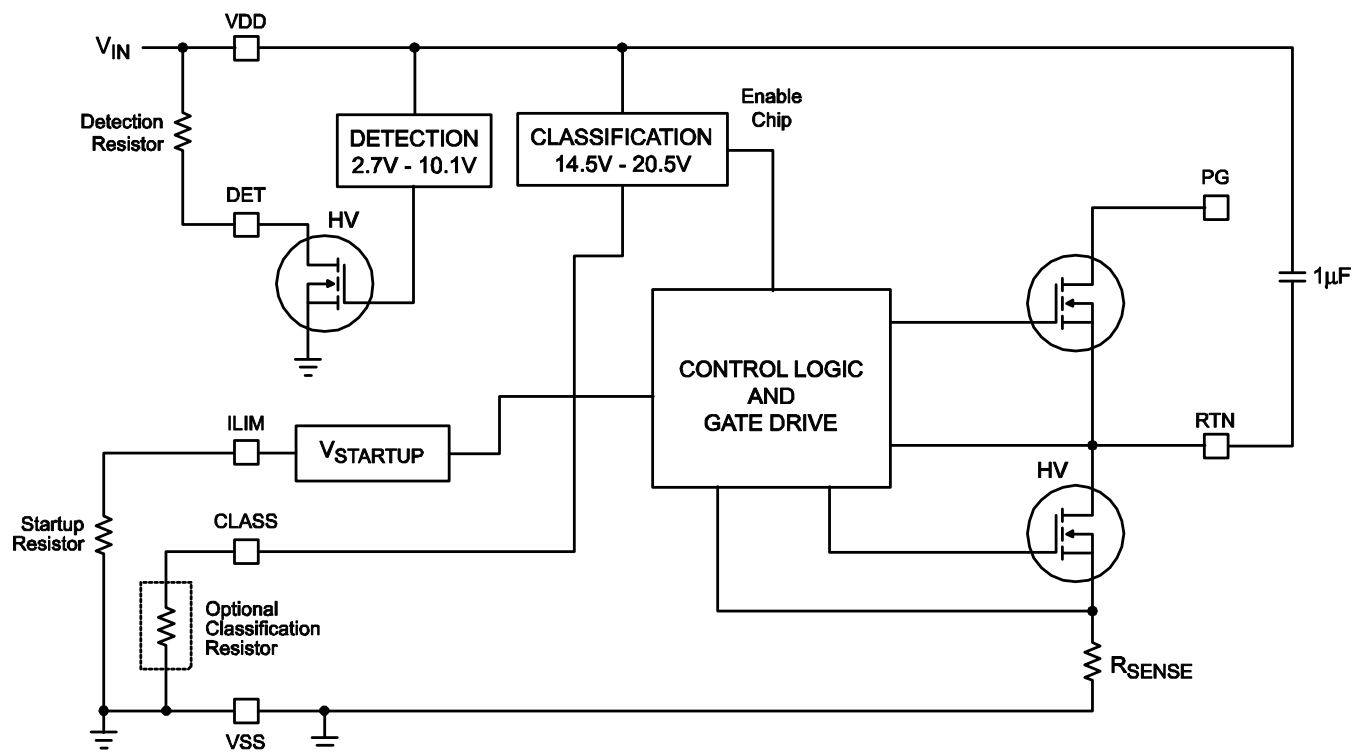 VDD
VIN
Enable
Chip
Detection
Resistor
DETECTION
2.7V - 10.1V
CLASSIFICATION
14.5V - 20.5V
PG
DET
HV
1µF
CONTROL LOGIC
AND
GATE DRIVE
ILIM
RTN
VSTARTUP
HV
Startup
Resistor
CLASS
Optional
Classification
Resistor
RSENSE
VSS